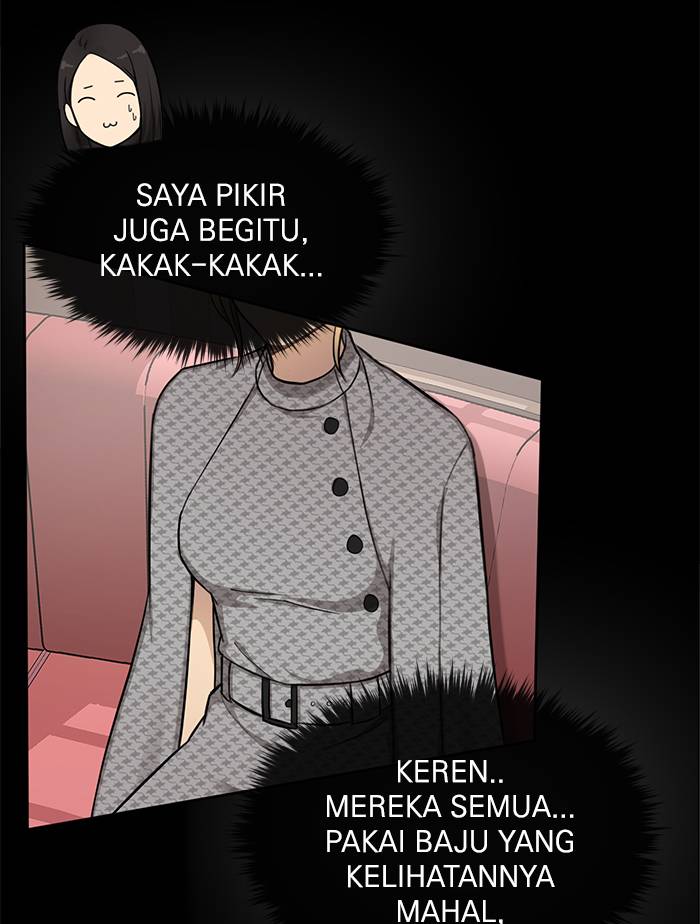 SAYA PIKIR
JUGA BEGITU,
KAKAK-KAKAK...
KEREN..
MEREKA SEMUA...
PAKAI BAJU YANG
KELIHATANNYA
MAHAL,